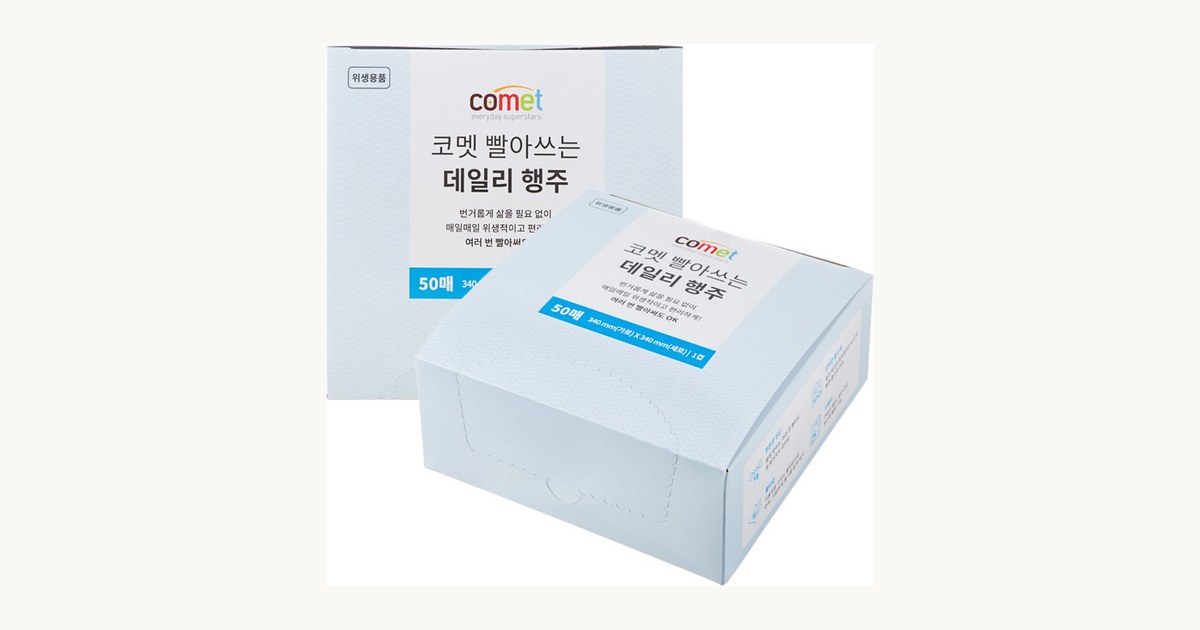 위생용품
comet
everyday superstars
코멧 빨아쓰는
데일리 행주
번거롭게 삶을 필요 없이
매일매일 위생적이고 편리
여러 번 빨아써도
50매 340
위생용품
comet
코멧 빨아쓰는
데일리 행주
번거롭게 삶을 필요 없이
매일매일 위생적이고 편리하게!
여러 번 빨아써도 OK
50매 340 mm(가로) X 340 mm(세로) | 1겹